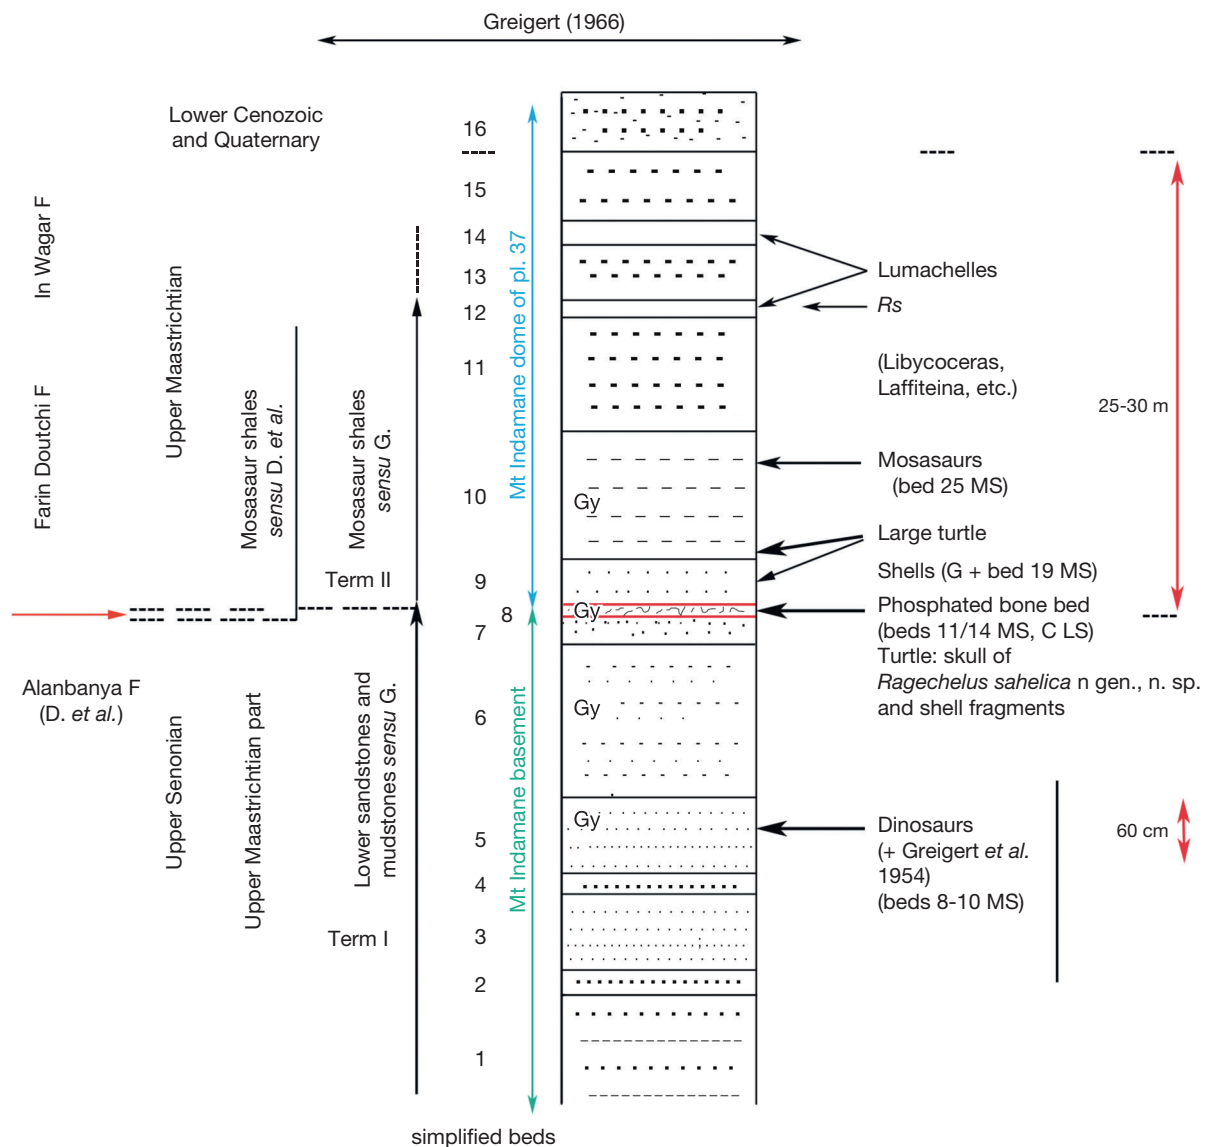 Greigert (1966)
Lower Cenozoic
and Quaternary
In Wagar F
Farin Doutchi F
Upper Maastrichtian
Mosasaur shales
sensu D. et al.
Mosasaur shales
sensu G.
Term II
Alanbanya F
(D. et al.)
Upper Senonian
Upper Maastrichtian part
Lower sandstones and
mudstones sensu G.
Term I
16
15
14
13
12
11
10
9
8
7
6
5
4
3
2
1
simplified beds
Mt Indamane dome of pl. 37
Mt Indamane basement
Gy
Gy
Gy
Gy
Lumachelles
Rs
(Libycoceras,
Laffiteina, etc.)
Mosasaurs
(bed 25 MS)
Large turtle
Shells (G + bed 19 MS)
Phosphated bone bed
(beds 11/14 MS, C LS)
Turtle: skull of
Ragechelus sahelica n gen., n. sp.
and shell fragments
Dinosaurs
(+ Greigert et al.
1954)
(beds 8-10 MS)
25-30 m
60 cm